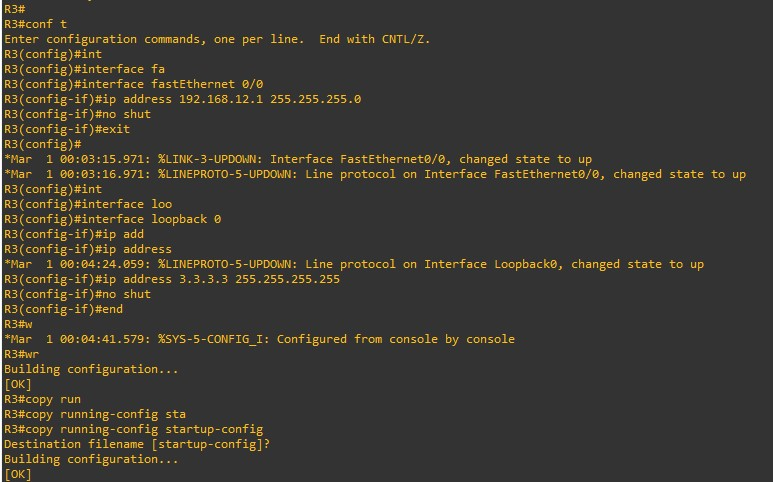 R3#
R3#conf t
Enter configuration commands, one per line.  End with CNTL/Z.
R3(config)#int
R3(config)#interface fa
R3(config)#interface fastEthernet 0/0
R3(config-if)#ip address 192.168.12.1 255.255.255.0
R3(config-if)#no shut
R3(config-if)#exit
R3(config)#
*Mar  1 00:03:15.971: %LINK-3-UPDOWN: Interface FastEthernet0/0, changed state to up
*Mar  1 00:03:16.971: %LINEPROTO-5-UPDOWN: Line protocol on Interface FastEthernet0/0, changed state to up
R3(config)#int
R3(config)#interface loo
R3(config)#interface loopback 0
R3(config-if)#ip add
R3(config-if)#ip address
*Mar  1 00:04:24.059: %LINEPROTO-5-UPDOWN: Line protocol on Interface Loopback0, changed state to up
R3(config-if)#ip address 3.3.3.3 255.255.255.255
R3(config-if)#no shut
R3(config-if)#end
R3#w
*Mar  1 00:04:41.579: %SYS-5-CONFIG_I: Configured from console by console
R3#wr
Building configuration...
[OK]
R3#copy run
R3#copy running-config sta
R3#copy running-config startup-config
Destination filename [startup-config]?
Building configuration...
[OK]